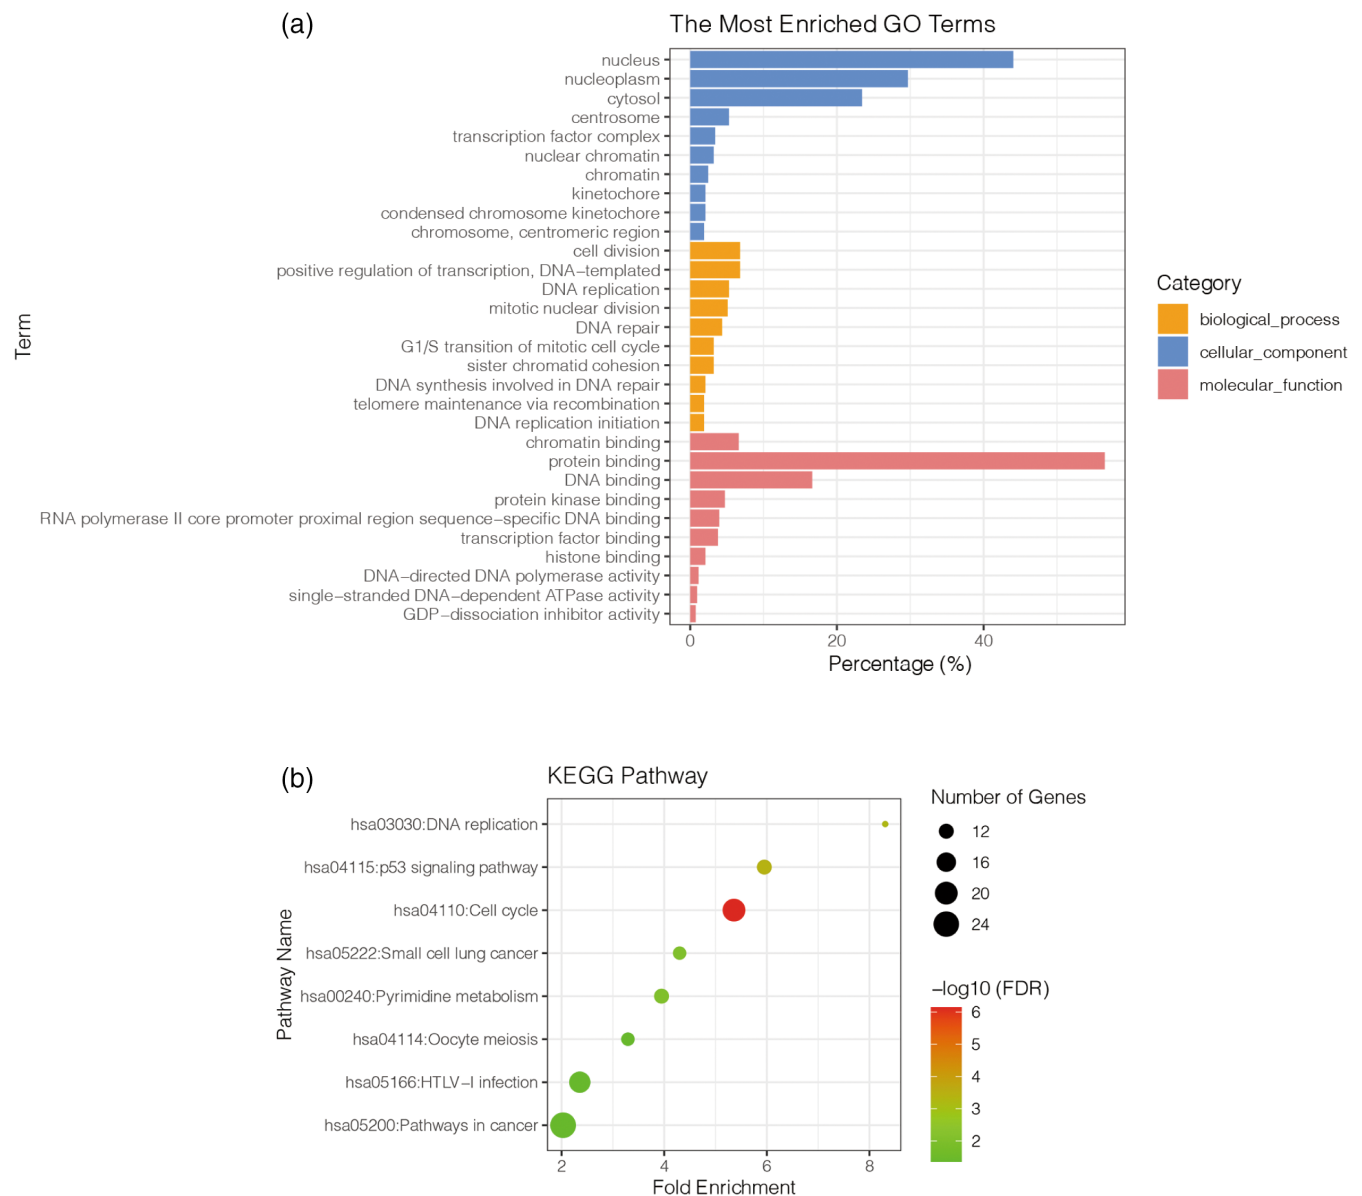 (a)
The Most Enriched GO Terms
Term
nucleus
nucleoplasm
cytosol
centrosome
transcription factor complex
nuclear chromatin
chromatin
kinetochore
condensed chromosome kinetochore
chromosome, centromeric region
cell division
positive regulation of transcription, DNA−templated
DNA replication
mitotic nuclear division
DNA repair
G1/S transition of mitotic cell cycle
sister chromatid cohesion
DNA synthesis involved in DNA repair
telomere maintenance via recombination
DNA replication initiation
chromatin binding
protein binding
DNA binding
protein kinase binding
RNA polymerase II core promoter proximal region sequence−specific DNA binding
transcription factor binding
histone binding
DNA−directed DNA polymerase activity
single−stranded DNA−dependent ATPase activity
GDP−dissociation inhibitor activity
0 20 40
Percentage (%)
Category
biological_process
cellular_component
molecular_function
(b)
KEGG Pathway
Pathway Name
hsa03030:DNA replication
hsa04115:p53 signaling pathway
hsa04110:Cell cycle
hsa05222:Small cell lung cancer
hsa00240:Pyrimidine metabolism
hsa04114:Oocyte meiosis
hsa05166:HTLV−I infection
hsa05200:Pathways in cancer
2 4 6 8
Fold Enrichment
Number of Genes
12
16
20
24
−log10 (FDR)
6
5
4
3
2